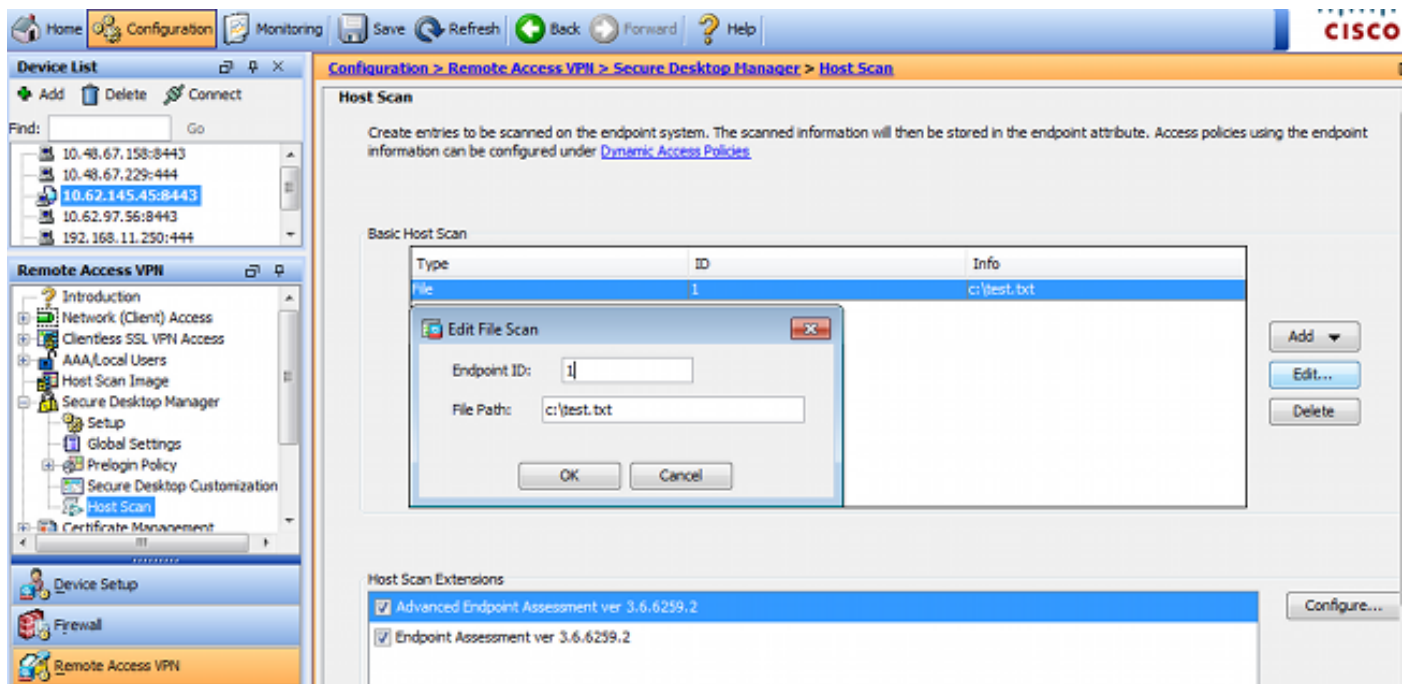 Home Configuration Monitoring Save Refresh Back Forward Help
CISCO
Device List
Add Delete Connect
Find: Go
10.48.67.158:8443
10.48.67.229:444
10.62.145.45:8443
10.62.97.56:8443
192.168.11.250:444
Remote Access VPN
Introduction
Network (Client) Access
Clientless SSL VPN Access
AAA/Local Users
Host Scan Image
Secure Desktop Manager
Setup
Global Settings
Prelogin Policy
Secure Desktop Customization
Host Scan
Certificate Management
Device Setup
Firewall
Remote Access VPN
Configuration > Remote Access VPN > Secure Desktop Manager > Host Scan
Host Scan
Create entries to be scanned on the endpoint system. The scanned information will then be stored in the endpoint attribute. Access policies using the endpoint
information can be configured under Dynamic Access Policies
Basic Host Scan
Type ID Info
File 1 c:\test.txt
Edit File Scan
Endpoint ID: 1
File Path: c:\test.txt
OK Cancel
Add
Edit...
Delete
Host Scan Extensions
Advanced Endpoint Assessment ver 3.6.6259.2
Endpoint Assessment ver 3.6.6259.2
Configure...